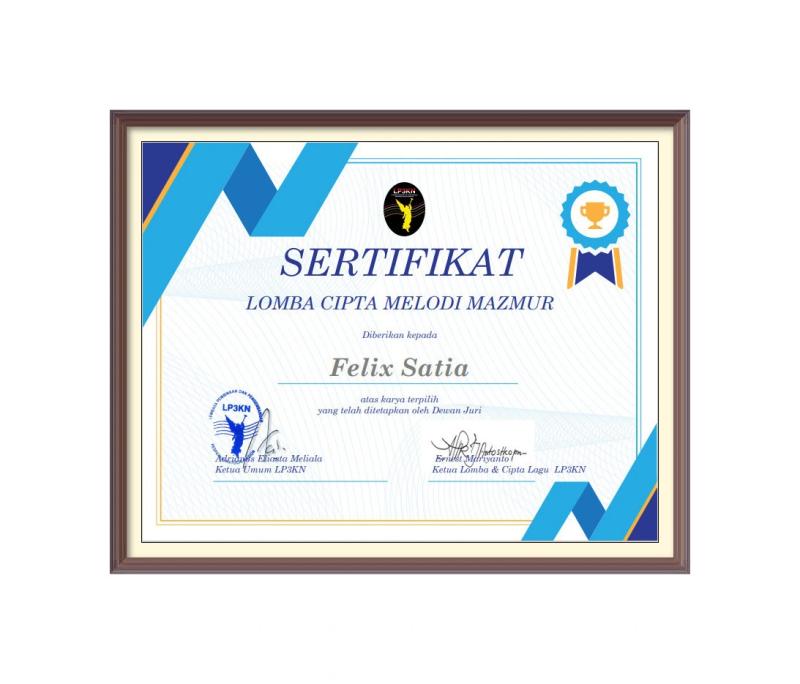 LP3KN
SERTIFIKAT
LOMBA CIPTA MELODI MAZMUR
Diberikan kepada
Felix Satia
atas karya terpilih
yang telah ditetapkan oleh Dewan Juri
LP3KN
Adrianus Eliasta Meliala
Ketua Umum LP3KN
Ernest Mariyanto
Ketua Lomba & Cipta Lagu LP3KN